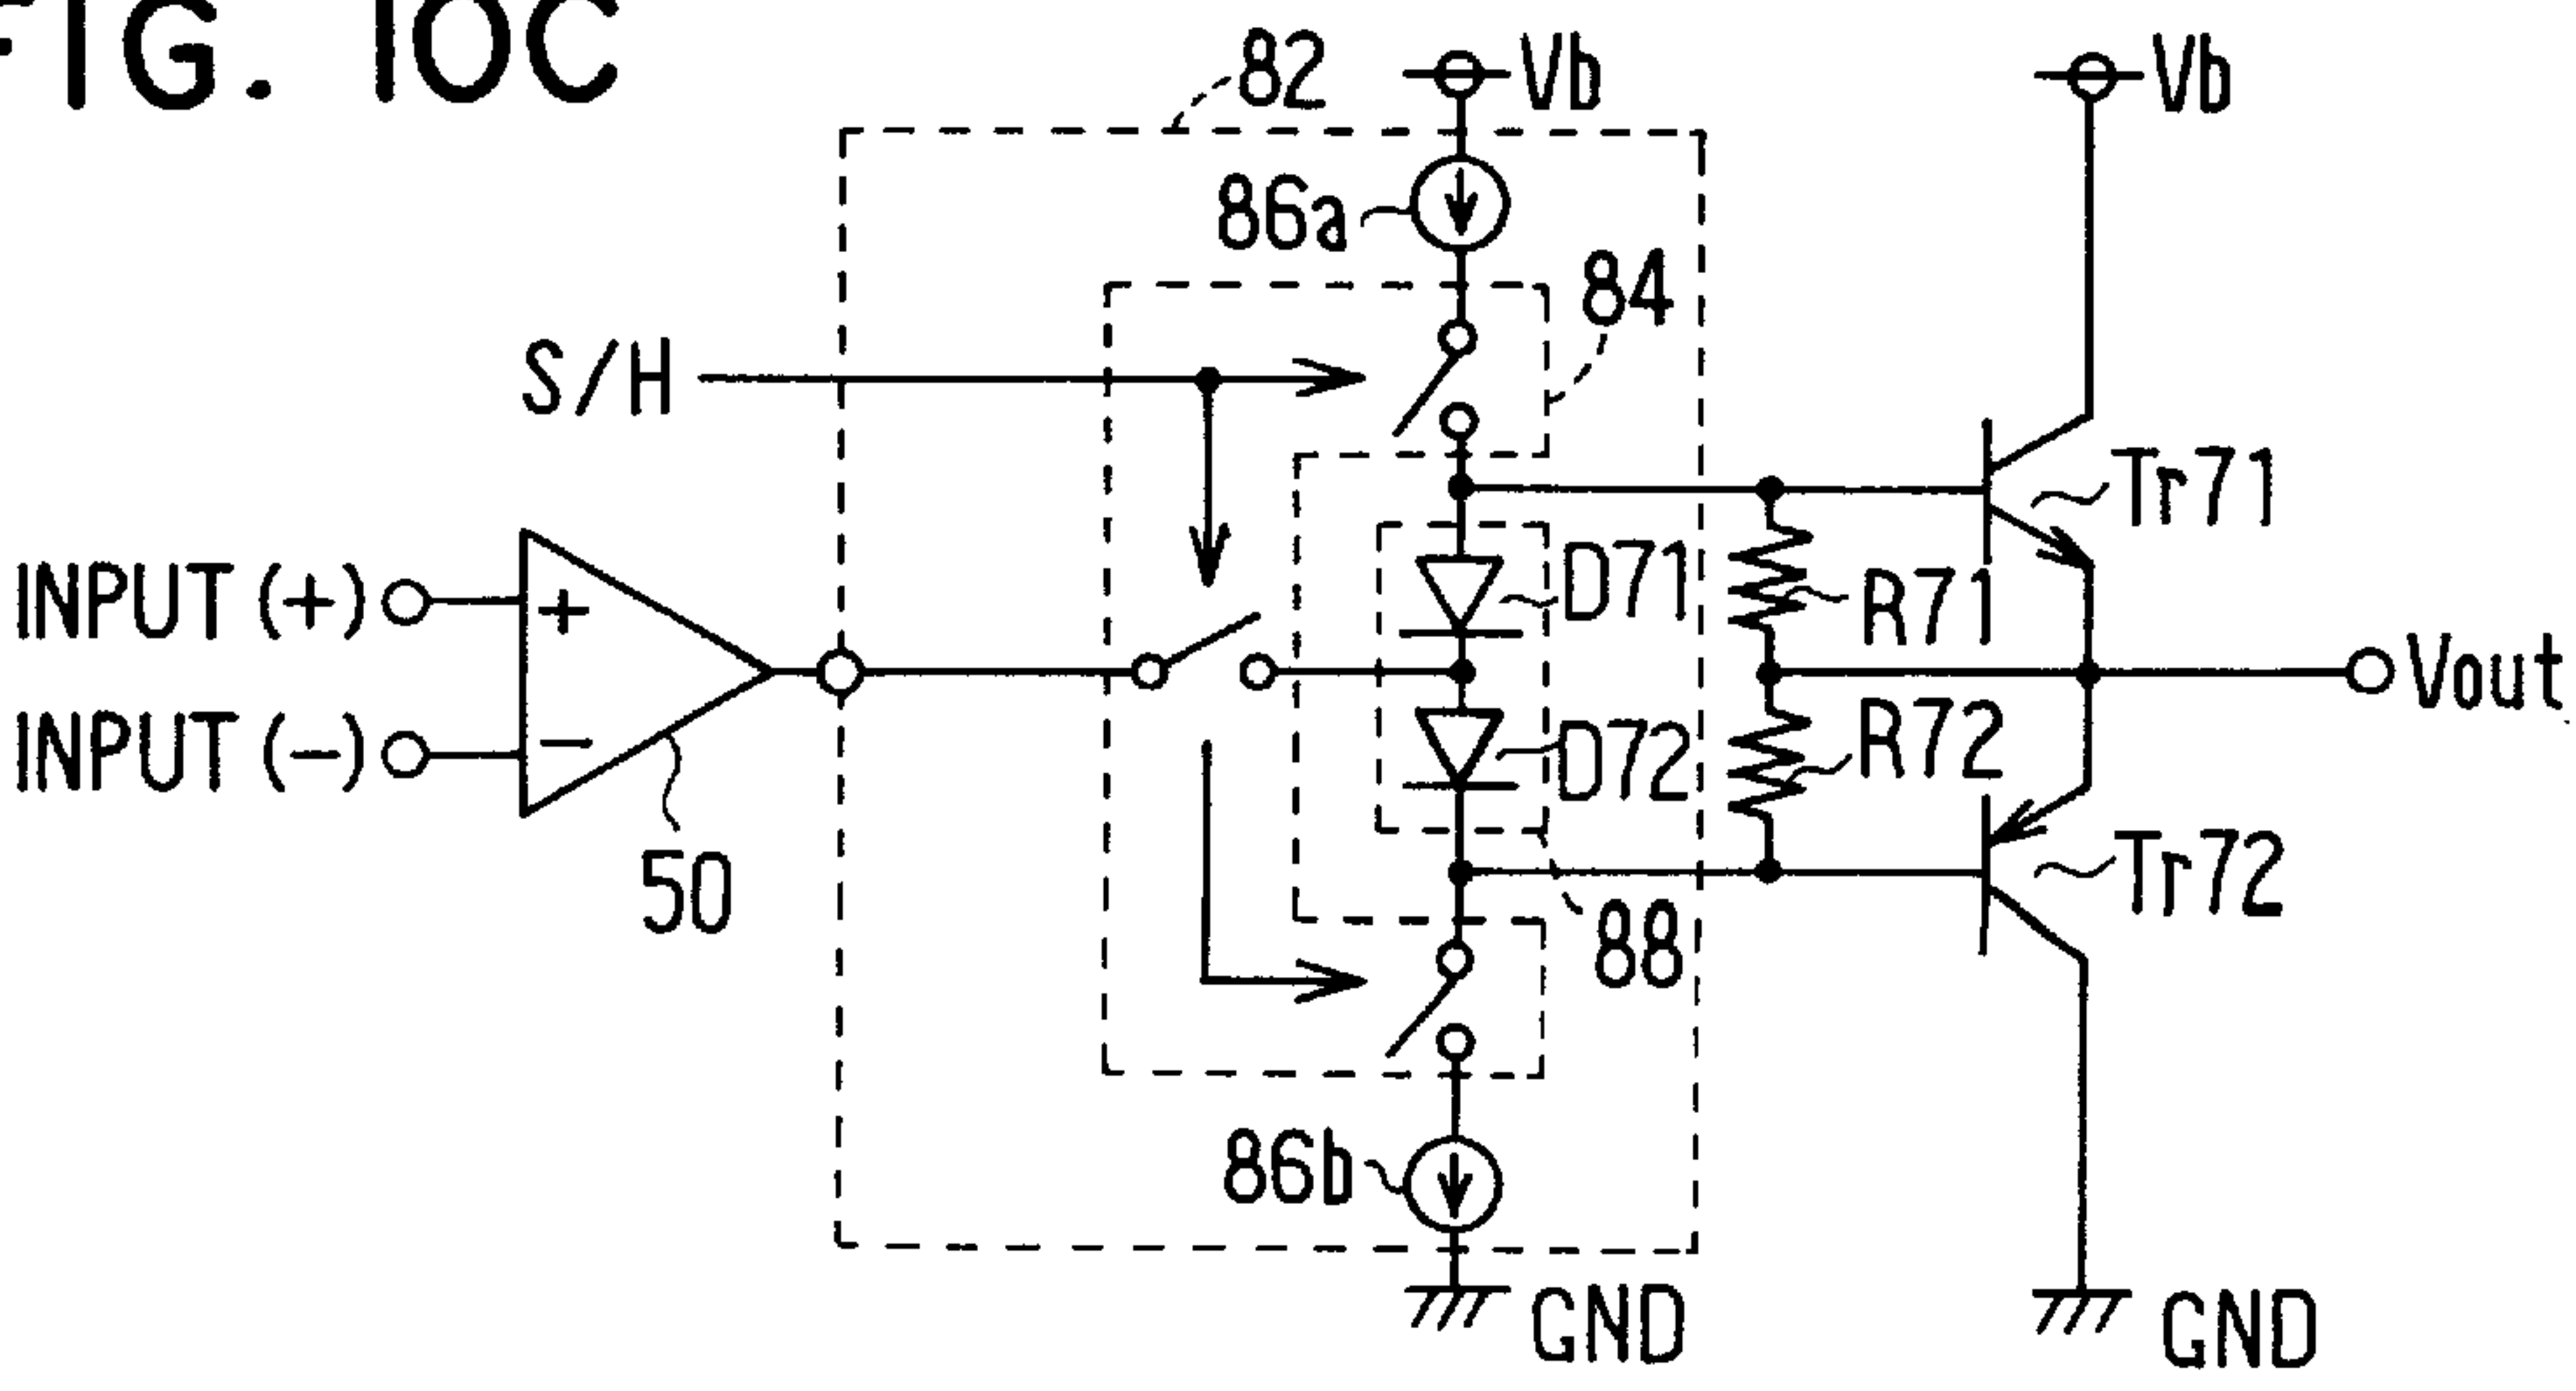 FIG. 10C
82
Vb
Vb
86a
84
S/H
Tr71
INPUT (+)
+
D71
R71
Vout
INPUT (-)
-
D72
R72
Tr72
50
88
86b
GND
GND